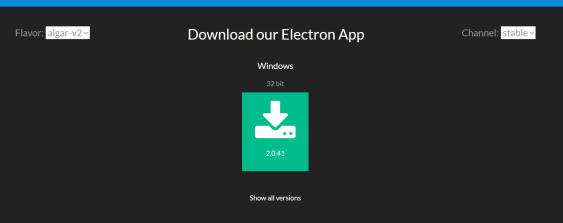 Flavor: algar-v2
Download our Electron App
Channel: stable
Windows
32 bit
2.0.41
Show all versions